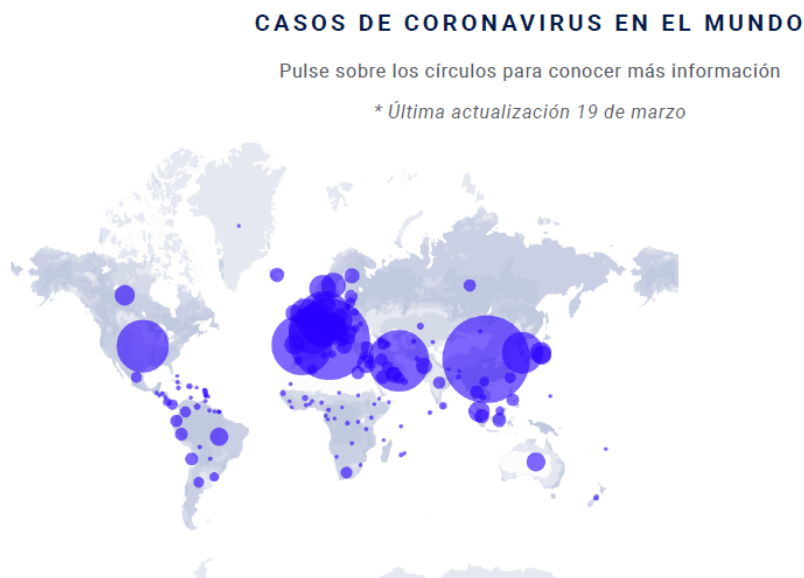 CASOS DE CORONAVIRUS EN EL MUNDO
Pulse sobre los círculos para conocer más información
* Última actualización 19 de marzo